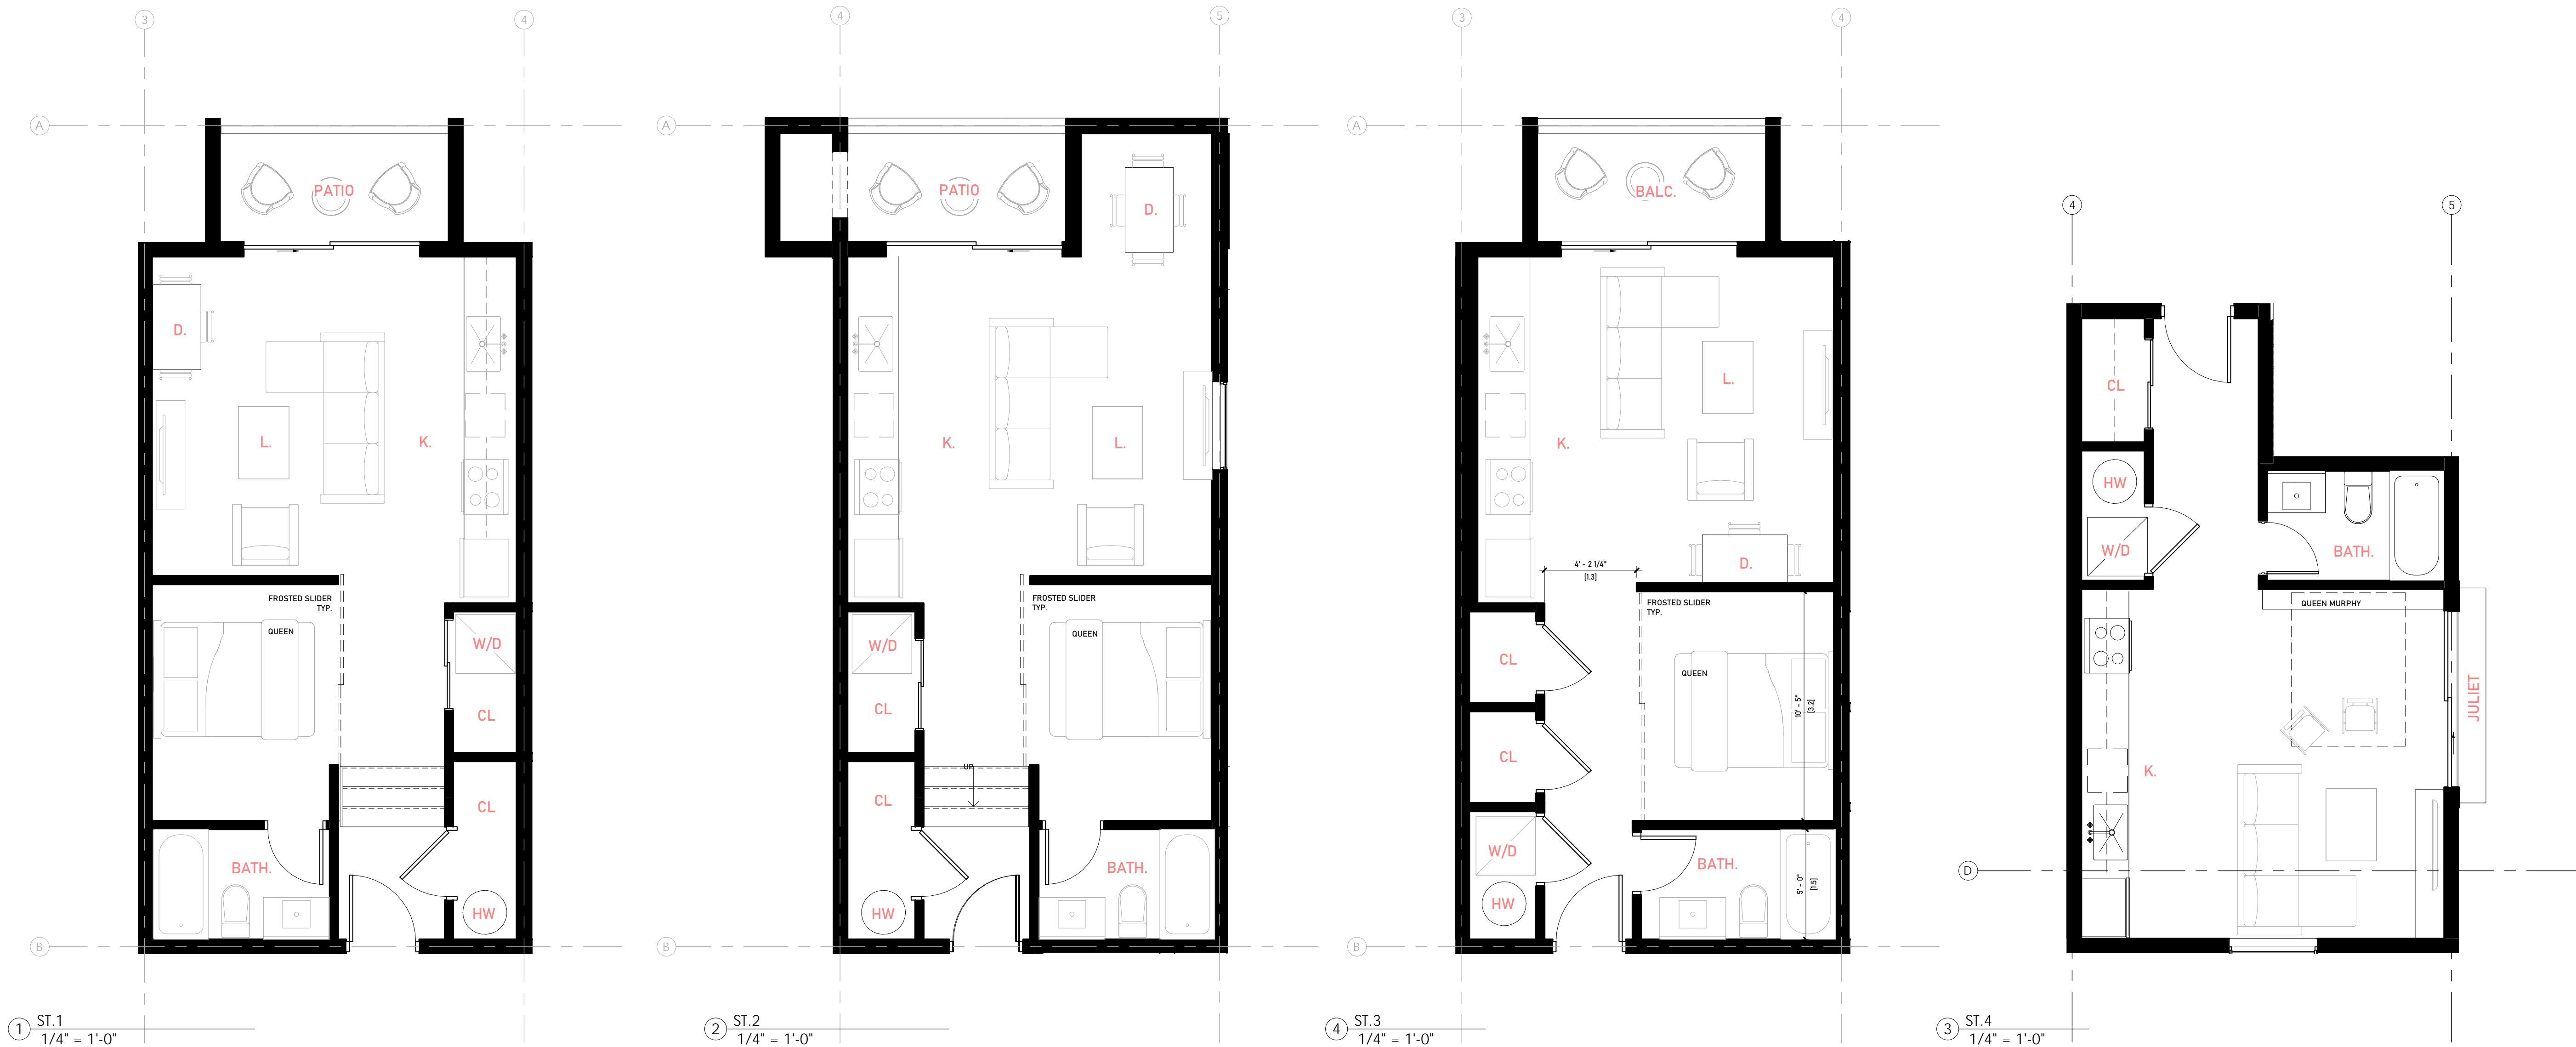 3
4
A
PATIO
D.
L.
K.
FROSTED SLIDER
TYP.
QUEEN
W/D
CL
CL
BATH.
HW
B
1
ST.1
1/4" = 1'-0"
4
5
A
PATIO
D.
K.
L.
FROSTED SLIDER
TYP.
QUEEN
W/D
CL
UP
CL
BATH.
HW
B
2
ST.2
1/4" = 1'-0"
3
4
A
BALC.
L.
K.
D.
4' - 2 1/4"
[1.3]
FROSTED SLIDER
TYP.
CL
QUEEN
10' - 5"
[3.2]
CL
W/D
BATH.
5' - 0"
[1.5]
HW
B
4
ST.3
1/4" = 1'-0"
4
5
CL
HW
W/D
BATH.
QUEEN MURPHY
JULIET
K.
D
3
ST.4
1/4" = 1'-0"